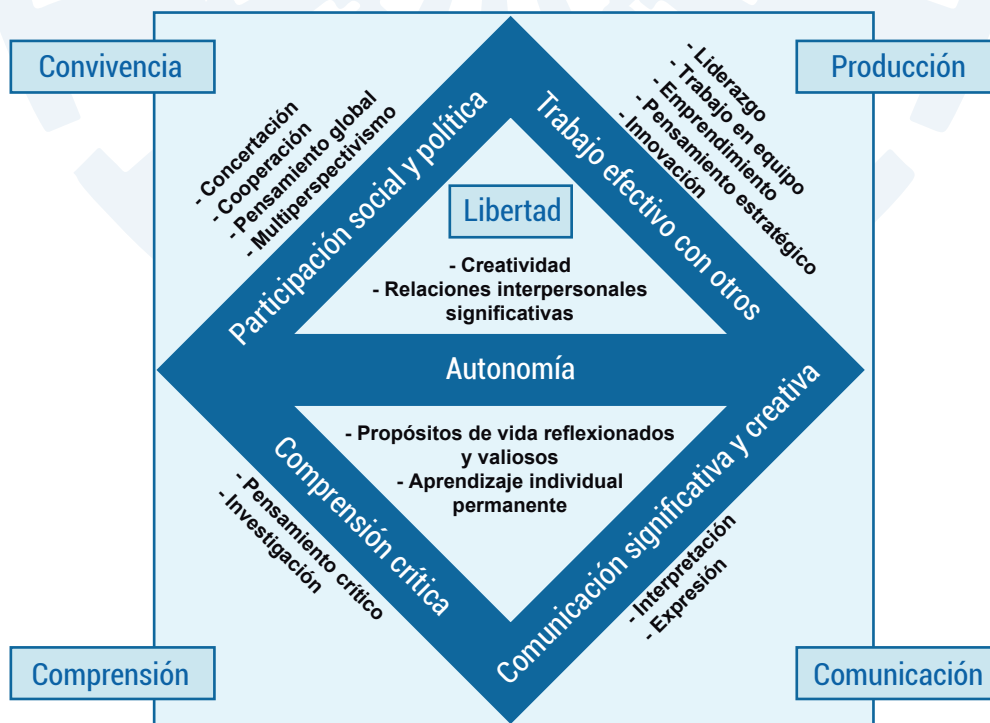 Convivencia
Producción
- Concertación
- Cooperación
- Pensamiento global
- Multiperspectivismo
Participación social y política
Trabajo efectivo con otros
- Liderazgo
- Trabajo en equipo
- Emprendimiento
- Pensamiento estratégico
- Innovación
Libertad
- Creatividad
- Relaciones interpersonales
significativas
Autonomía
- Propósitos de vida reflexionados
y valiosos
- Aprendizaje individual
permanente
Comprensión crítica
- Pensamiento crítico
- Investigación
Comunicación significativa y creativa
- Interpretación
- Expresión
Comprensión
Comunicación